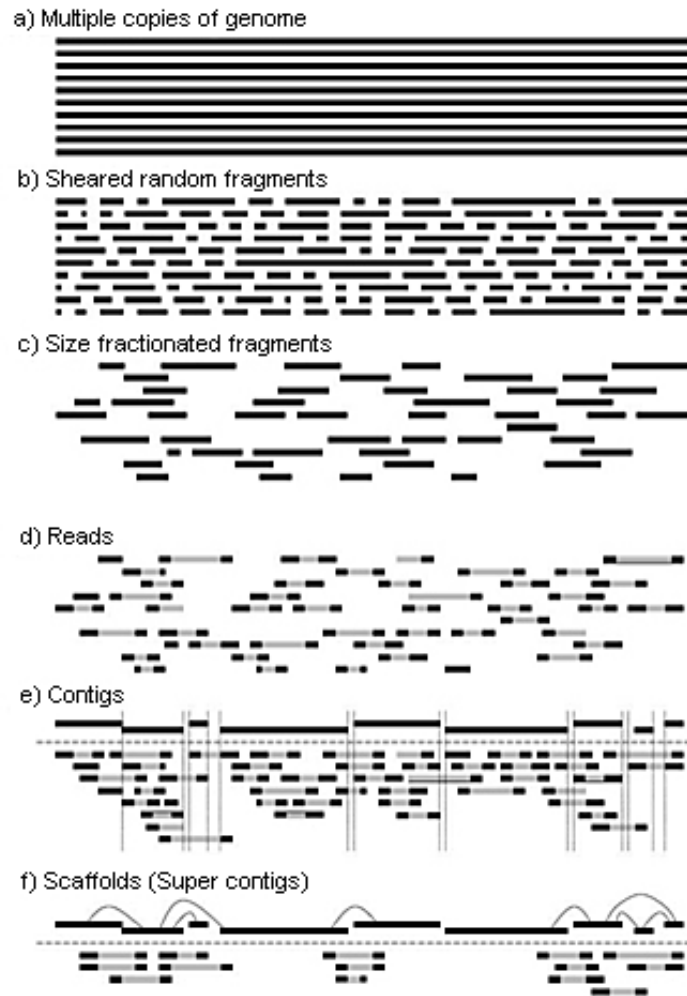 a) Multiple copies of genome
b) Sheared random fragments
c) Size fractionated fragments
d) Reads
e) Contigs
f) Scaffolds (Super contigs)